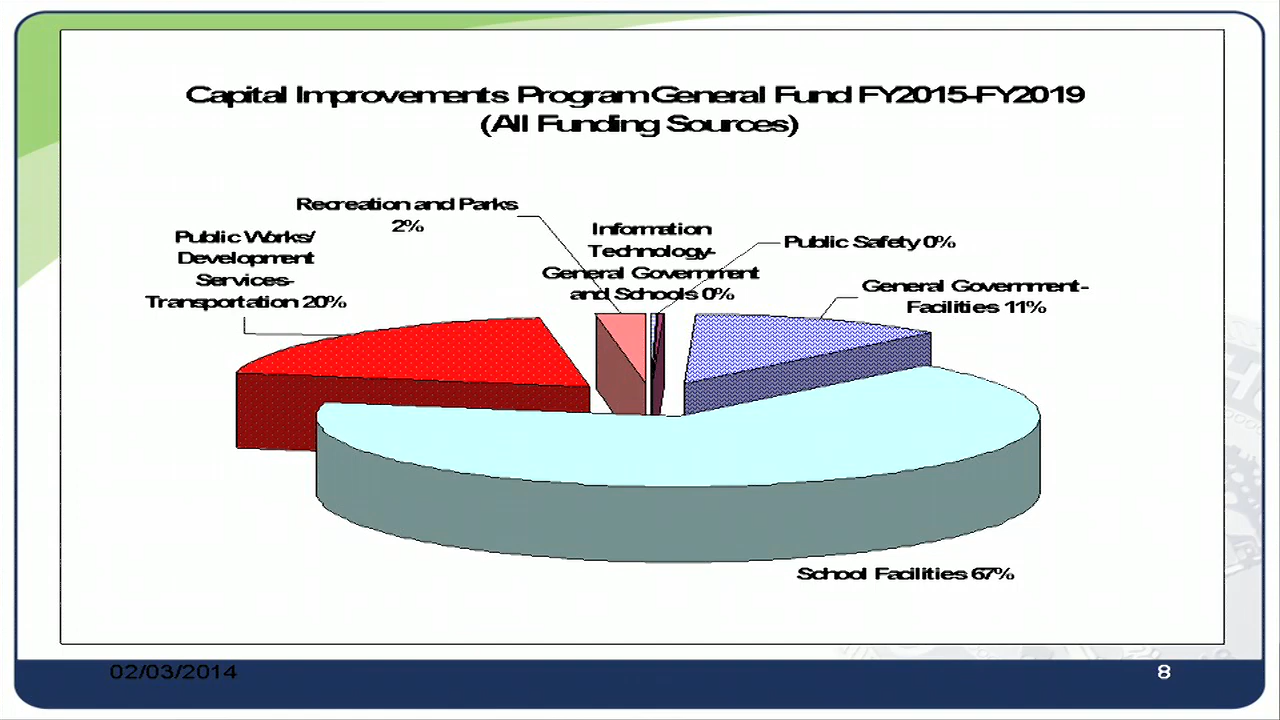 Capital Improvements Program General Fund FY2015-FY2019
(All Funding Sources)
Recreation and Parks
2%
Public Works/
Development
Services-
Transportation 20%
Information
Technology-
General Government
and Schools 0%
Public Safety 0%
General Government-
Facilities 11%
School Facilities 67%
02/03/2014
8